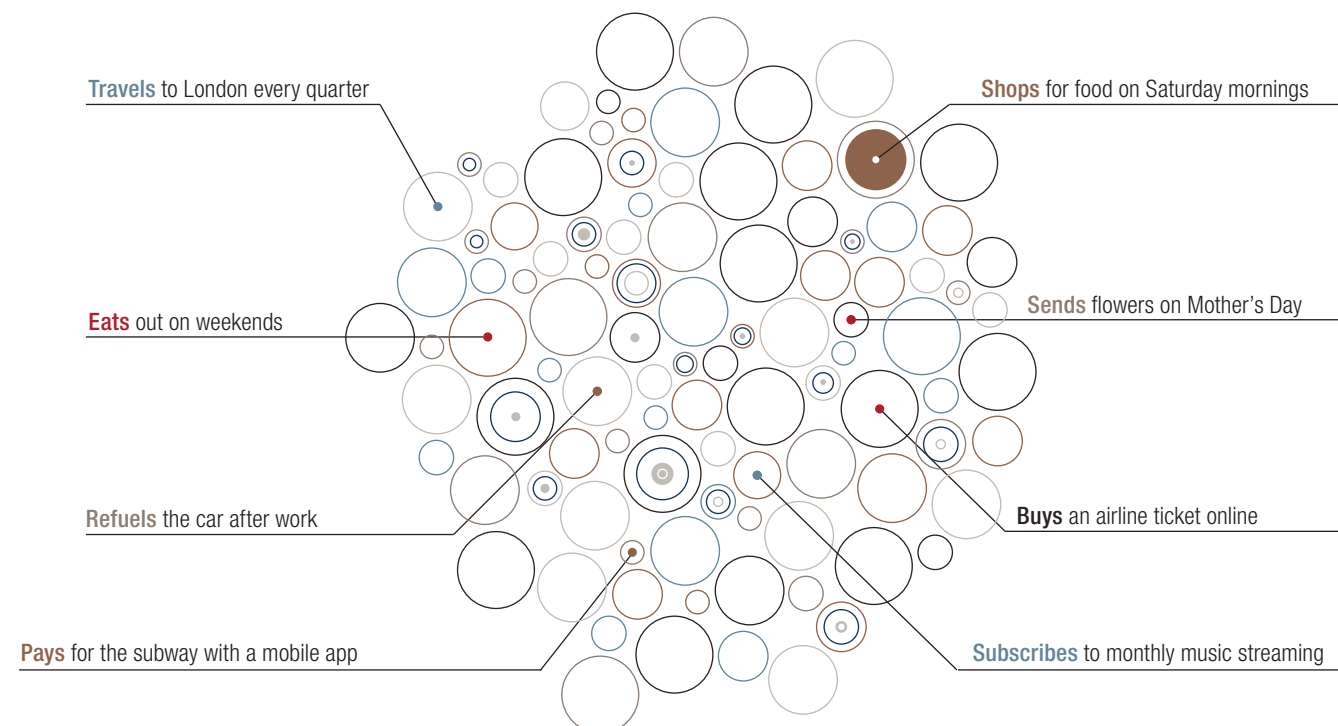 Travels to London every quarter
Shops for food on Saturday mornings
Sends flowers on Mother’s Day
Eats out on weekends
Refuels the car after work
Buys an airline ticket online
Pays for the subway with a mobile app
Subscribes to monthly music streaming